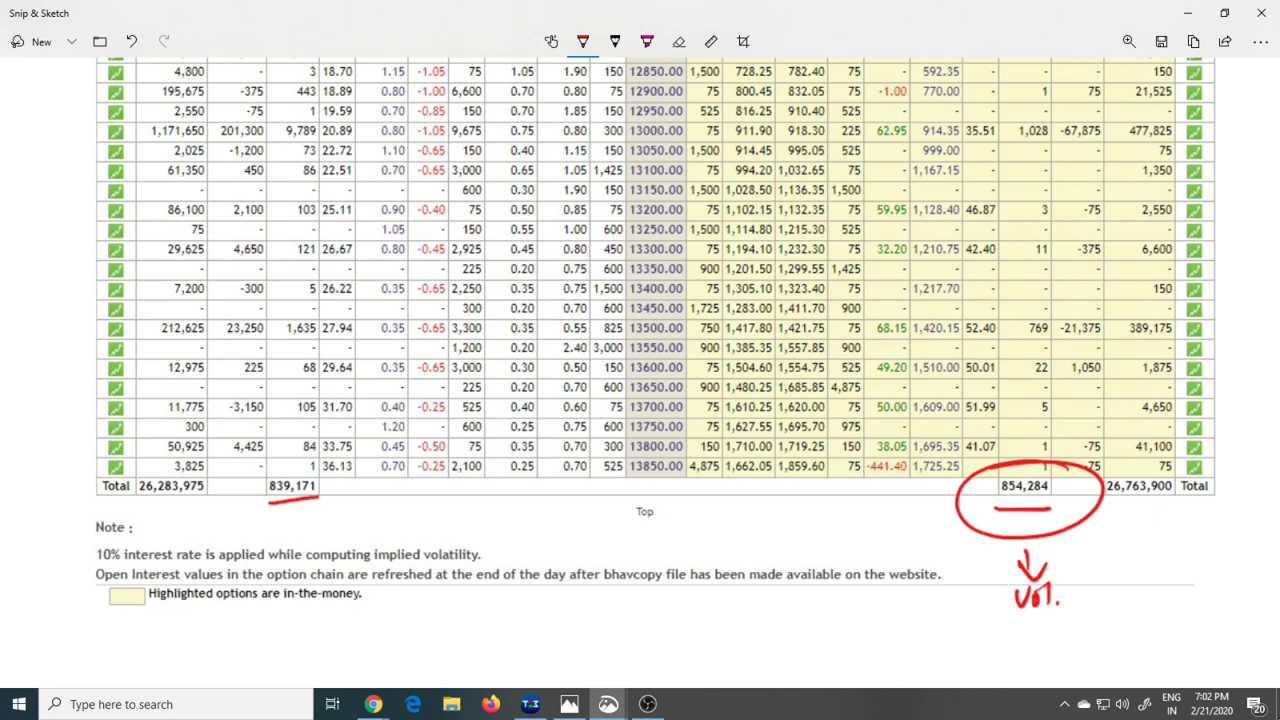 Snip & Sketch
New
4,800 - 3 18.70 1.15 -1.05 75 1.05 1.90 150 12850.00 1,500 728.25 782.40 75 - 592.35 - - - 150
195,675 -375 443 18.89 0.80 -1.00 6,600 0.70 0.80 75 12900.00 75 800.45 832.05 75 -1.00 770.00 - 1 75 21,525
2,550 -75 1 19.59 0.70 -0.85 150 0.70 1.85 150 12950.00 525 816.25 910.40 525 - - - - - -
1,171,650 201,300 9,789 20.89 0.80 -1.05 9,675 0.75 0.80 300 13000.00 75 911.90 918.30 225 62.95 914.35 35.51 1,028 -67,875 477,825
2,025 -1,200 73 22.72 1.10 -0.65 150 0.40 1.15 150 13050.00 1,500 914.45 995.05 525 - 999.00 - - - 75
61,350 450 86 22.51 0.70 -0.65 3,000 0.65 1.05 1,425 13100.00 75 994.20 1,032.65 75 - 1,167.15 - - - 1,350
- - - - - - 600 0.30 1.90 150 13150.00 1,500 1,028.50 1,136.35 1,500 - - - - - -
86,100 2,100 103 25.11 0.90 -0.40 75 0.50 0.85 75 13200.00 75 1,102.15 1,132.35 75 59.95 1,128.40 46.87 3 -75 2,550
75 - - - 1.05 - 150 0.55 1.00 600 13250.00 1,500 1,114.80 1,215.30 525 - - - - - -
29,625 4,650 121 26.67 0.80 -0.45 2,925 0.45 0.80 450 13300.00 75 1,194.10 1,232.30 75 32.20 1,210.75 42.40 11 -375 6,600
- - - - - - 225 0.20 0.75 600 13350.00 900 1,201.50 1,299.55 1,425 - - - - - -
7,200 -300 5 26.22 0.35 -0.65 2,250 0.35 0.75 1,500 13400.00 75 1,305.10 1,323.40 75 - 1,217.70 - - - 150
- - - - - - 300 0.20 0.70 600 13450.00 1,725 1,283.00 1,411.70 900 - - - - - -
212,625 23,250 1,635 27.94 0.35 -0.65 3,300 0.35 0.55 825 13500.00 750 1,417.80 1,421.75 75 68.15 1,420.15 52.40 769 -21,375 389,175
- - - - - - 1,200 0.20 2.40 3,000 13550.00 900 1,385.35 1,557.85 900 - - - - - -
12,975 225 68 29.64 0.35 -0.65 3,000 0.30 0.50 150 13600.00 75 1,504.60 1,554.75 525 49.20 1,510.00 50.01 22 1,050 1,875
- - - - - - 225 0.20 0.70 600 13650.00 900 1,480.25 1,685.85 4,875 - - - - - -
11,775 -3,150 105 31.70 0.40 -0.25 525 0.40 0.60 75 13700.00 75 1,610.25 1,620.00 75 50.00 1,609.00 51.99 5 - 4,650
300 - - - 1.20 - 600 0.25 0.75 600 13750.00 75 1,627.55 1,695.70 975 - - - - - -
50,925 4,425 84 33.75 0.45 -0.50 75 0.35 0.70 300 13800.00 150 1,710.00 1,719.25 150 38.05 1,695.35 41.07 1 -75 41,100
3,825 - 1 36.13 0.70 -0.25 2,100 0.25 0.70 525 13850.00 4,875 1,662.05 1,859.60 75 -441.40 1,725.25 - 1 -75 75
Total 26,283,975 839,171 854,284 26,763,900 Total
Top
Note :
10% interest rate is applied while computing implied volatility.
Open Interest values in the option chain are refreshed at the end of the day after bhavcopy file has been made available on the website.
Highlighted options are in-the-money.
Vol.
Type here to search
ENG 7:02 PM
IN 2/21/2020
20